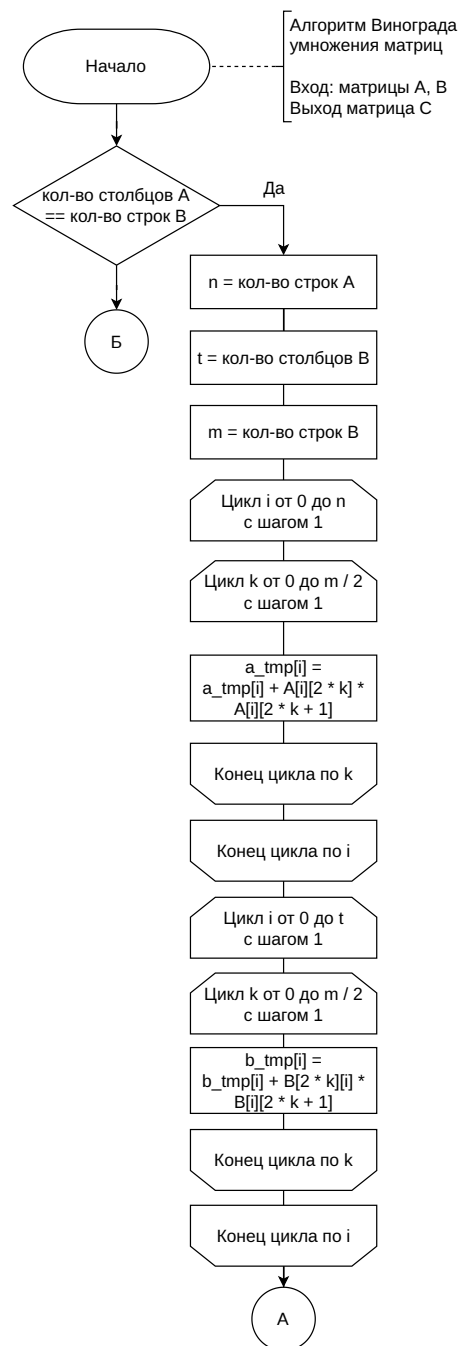 Начало
Алгоритм Винограда
умножения матриц
Вход: матрицы A, B
Выход матрица C
кол-во столбцов A
== кол-во строк B
Да
Б
n = кол-во строк A
t = кол-во столбцов B
m = кол-во строк B
Цикл i от 0 до n
с шагом 1
Цикл k от 0 до m / 2
с шагом 1
a_tmp[i] =
a_tmp[i] + A[i][2 * k] *
A[i][2 * k + 1]
Конец цикла по k
Конец цикла по i
Цикл i от 0 до t
с шагом 1
Цикл k от 0 до m / 2
с шагом 1
b_tmp[i] =
b_tmp[i] + B[2 * k][i] *
B[i][2 * k + 1]
Конец цикла по k
Конец цикла по i
А